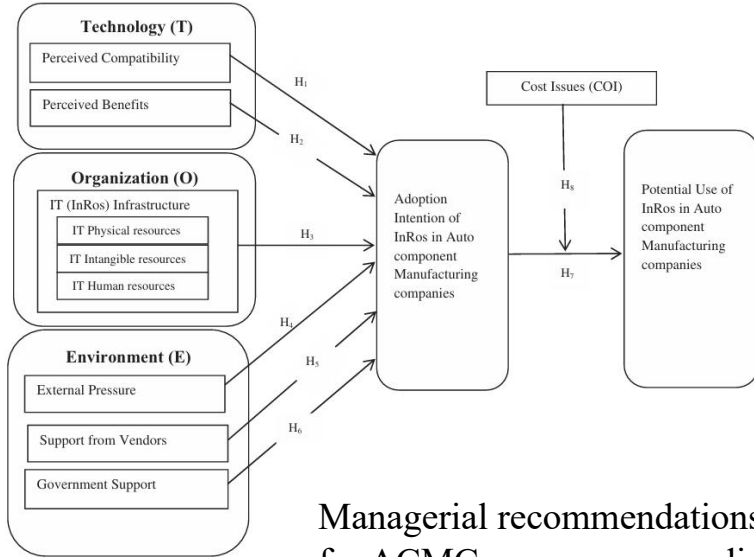 Technology (T)
Perceived Compatibility
Perceived Benefits
H₁
H₂
Organization (O)
IT (InRos) Infrastructure
IT Physical resources
IT Intangible resources
IT Human resources
H₃
Environment (E)
External Pressure
Support from Vendors
Government Support
H₄
H₅
H₆
Adoption
Intention of
InRos in Auto
component
Manufacturing
companies
Cost Issues (COI)
H₈
H₇
Potential Use of
InRos in Auto
component
Manufacturing
companies
Managerial recommendations